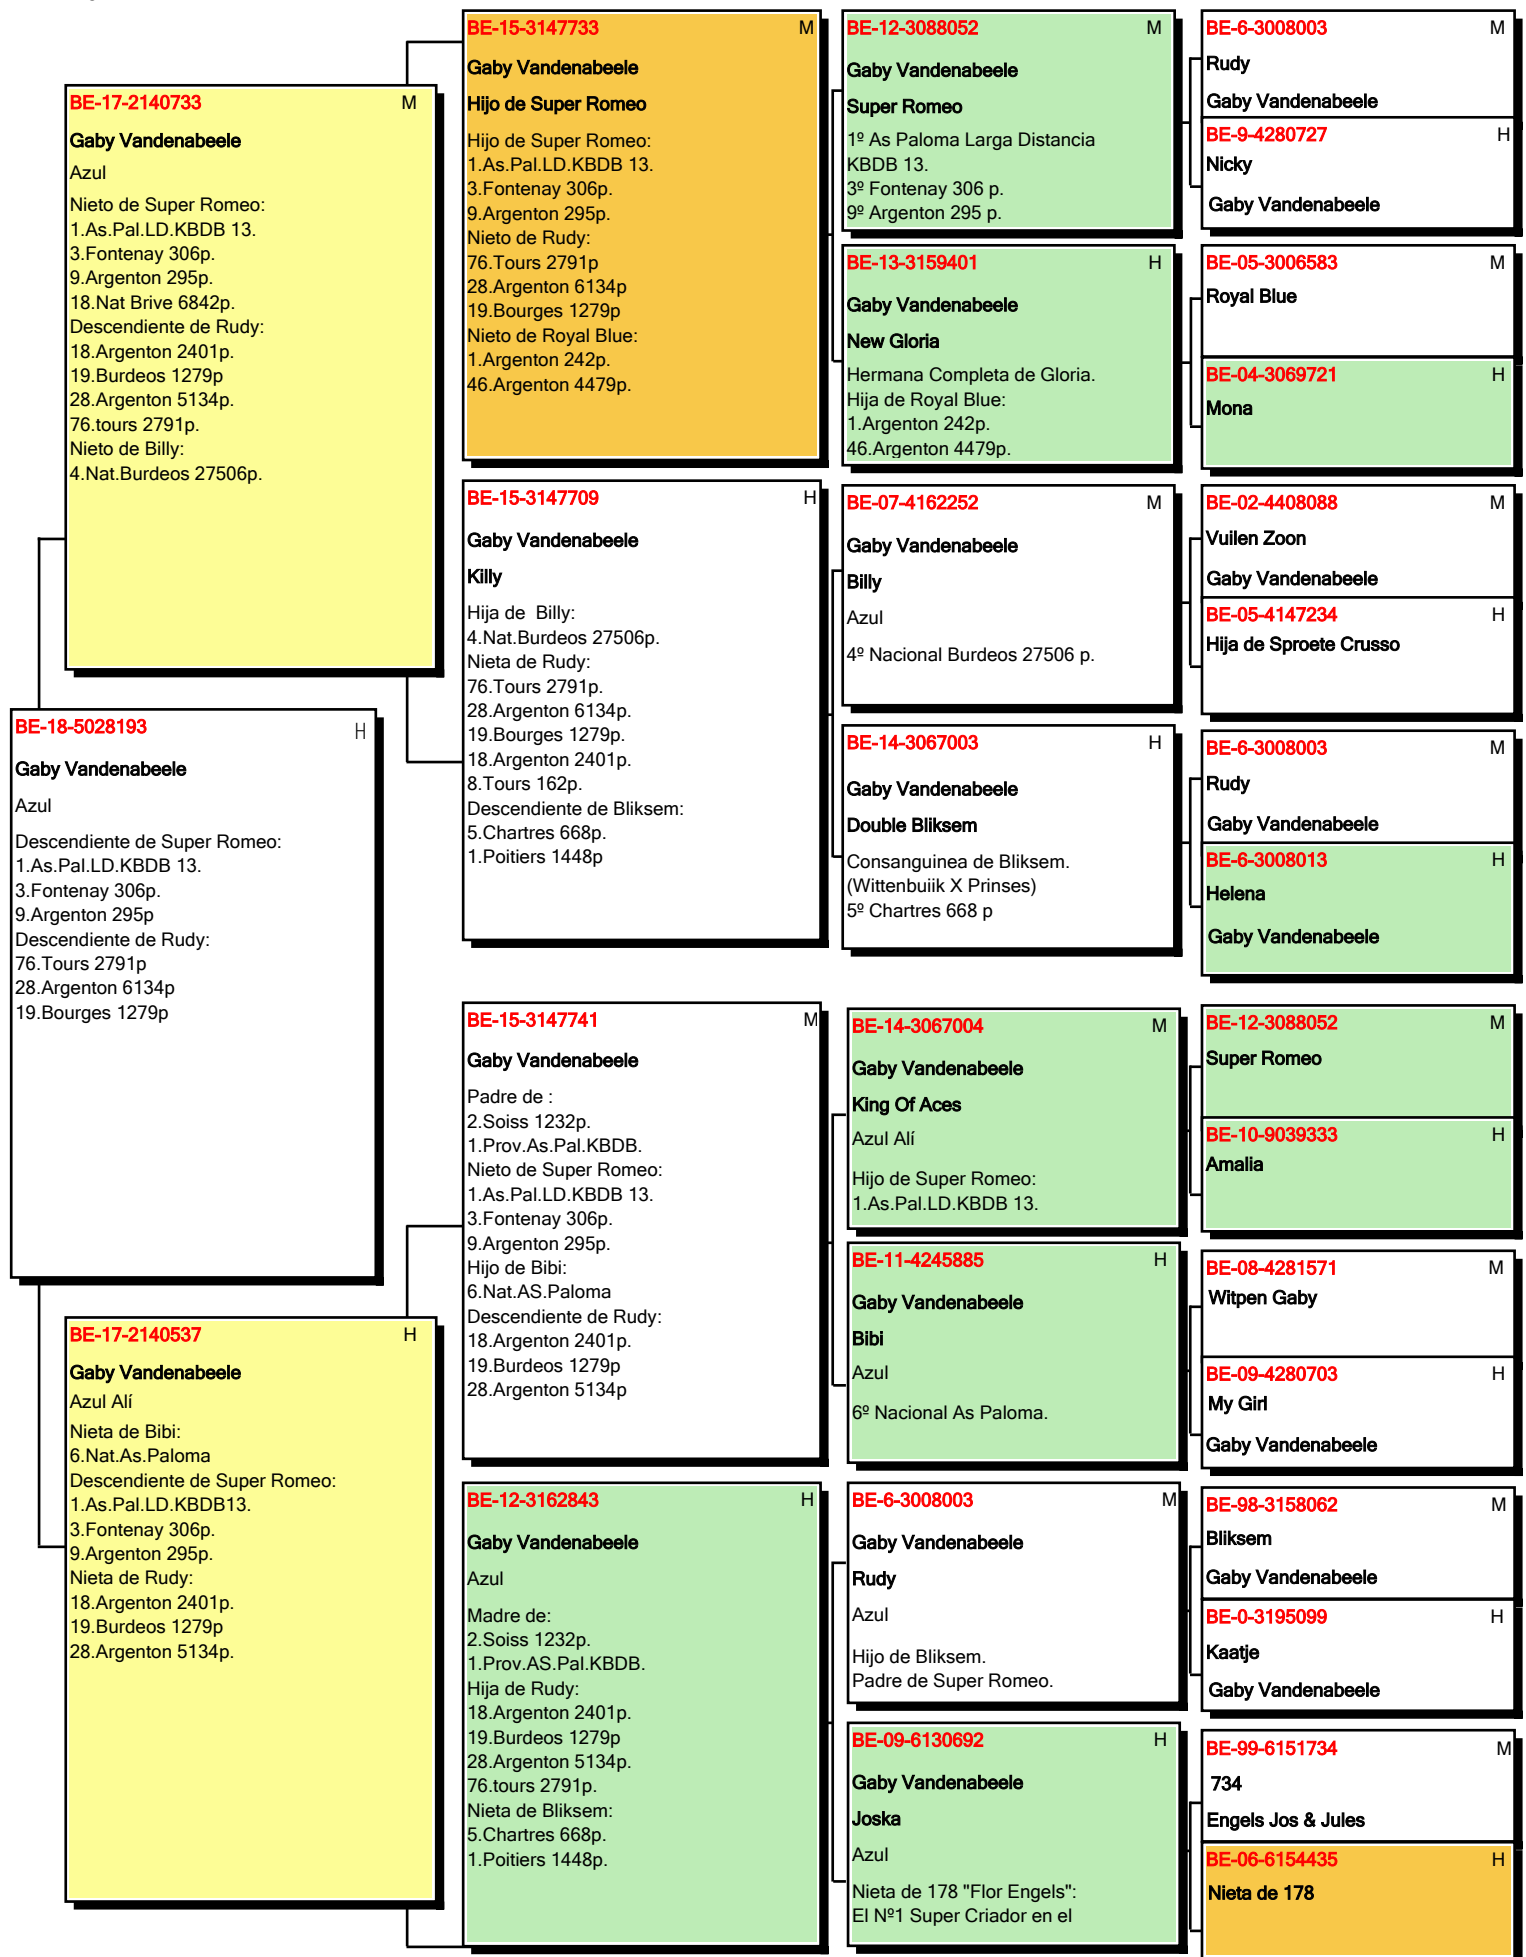 BE-18-5028193 H
Gaby Vandenabeele
Azul
Descendiente de Super Romeo:
1.As.Pal.LD.KBDB 13.
3.Fontenay 306p.
9.Argenton 295p
Descendiente de Rudy:
76.Tours 2791p
28.Argenton 6134p
19.Bourges 1279p
BE-17-2140733 M
Gaby Vandenabeele
Azul
Nieto de Super Romeo:
1.As.Pal.LD.KBDB 13.
3.Fontenay 306p.
9.Argenton 295p.
18.Nat Brive 6842p.
Descendiente de Rudy:
18.Argenton 2401p.
19.Burdeos 1279p
28.Argenton 5134p.
76.tours 2791p.
Nieto de Billy:
4.Nat.Burdeos 27506p.
BE-17-2140537 H
Gaby Vandenabeele
Azul Alí
Nieta de Bibi:
6.Nat.As.Paloma
Descendiente de Super Romeo:
1.As.Pal.LD.KBDB13.
3.Fontenay 306p.
9.Argenton 295p.
Nieta de Rudy:
18.Argenton 2401p.
19.Burdeos 1279p
28.Argenton 5134p.
BE-15-3147733 M
Gaby Vandenabeele
Hijo de Super Romeo
Hijo de Super Romeo:
1.As.Pal.LD.KBDB 13.
3.Fontenay 306p.
9.Argenton 295p.
Nieto de Rudy:
76.Tours 2791p
28.Argenton 6134p
19.Bourges 1279p
Nieto de Royal Blue:
1.Argenton 242p.
46.Argenton 4479p.
BE-15-3147709 H
Gaby Vandenabeele
Killy
Hija de  Billy:
4.Nat.Burdeos 27506p.
Nieta de Rudy:
76.Tours 2791p.
28.Argenton 6134p.
19.Bourges 1279p.
18.Argenton 2401p.
8.Tours 162p.
Descendiente de Bliksem:
5.Chartres 668p.
1.Poitiers 1448p
BE-15-3147741 M
Gaby Vandenabeele
Padre de :
2.Soiss 1232p.
1.Prov.As.Pal.KBDB.
Nieto de Super Romeo:
1.As.Pal.LD.KBDB 13.
3.Fontenay 306p.
9.Argenton 295p.
Hijo de Bibi:
6.Nat.AS.Paloma
Descendiente de Rudy:
18.Argenton 2401p.
19.Burdeos 1279p
28.Argenton 5134p
BE-12-3162843 H
Gaby Vandenabeele
Azul
Madre de:
2.Soiss 1232p.
1.Prov.AS.Pal.KBDB.
Hija de Rudy:
18.Argenton 2401p.
19.Burdeos 1279p
28.Argenton 5134p.
76.tours 2791p.
Nieta de Bliksem:
5.Chartres 668p.
1.Poitiers 1448p.
BE-12-3088052 M
Gaby Vandenabeele
Super Romeo
1º As Paloma Larga Distancia
KBDB 13.
3º Fontenay 306 p.
9º Argenton 295 p.
BE-13-3159401 H
Gaby Vandenabeele
New Gloria
Hermana Completa de Gloria.
Hija de Royal Blue:
1.Argenton 242p.
46.Argenton 4479p.
BE-07-4162252 M
Gaby Vandenabeele
Billy
Azul
4º Nacional Burdeos 27506 p.
BE-14-3067003 H
Gaby Vandenabeele
Double Bliksem
Consanguinea de Bliksem.
(Wittenbuiik X Prinses)
5º Chartres 668 p
BE-14-3067004 M
Gaby Vandenabeele
King Of Aces
Azul Alí
Hijo de Super Romeo:
1.As.Pal.LD.KBDB 13.
BE-11-4245885 H
Gaby Vandenabeele
Bibi
Azul
6º Nacional As Paloma.
BE-6-3008003 M
Gaby Vandenabeele
Rudy
Azul
Hijo de Bliksem.
Padre de Super Romeo.
BE-09-6130692 H
Gaby Vandenabeele
Joska
Azul
Nieta de 178 "Flor Engels":
El Nº1 Super Criador en el
BE-6-3008003 M
Rudy
Gaby Vandenabeele
BE-9-4280727 H
Nicky
Gaby Vandenabeele
BE-05-3006583 M
Royal Blue
BE-04-3069721 H
Mona
BE-02-4408088 M
Vuilen Zoon
Gaby Vandenabeele
BE-05-4147234 H
Hija de Sproete Crusso
BE-6-3008003 M
Rudy
Gaby Vandenabeele
BE-6-3008013 H
Helena
Gaby Vandenabeele
BE-12-3088052 M
Super Romeo
BE-10-9039333 H
Amalia
BE-08-4281571 M
Witpen Gaby
BE-09-4280703 H
My Girl
Gaby Vandenabeele
BE-98-3158062 M
Bliksem
Gaby Vandenabeele
BE-0-3195099 H
Kaatje
Gaby Vandenabeele
BE-99-6151734 M
734
Engels Jos & Jules
BE-06-6154435 H
Nieta de 178